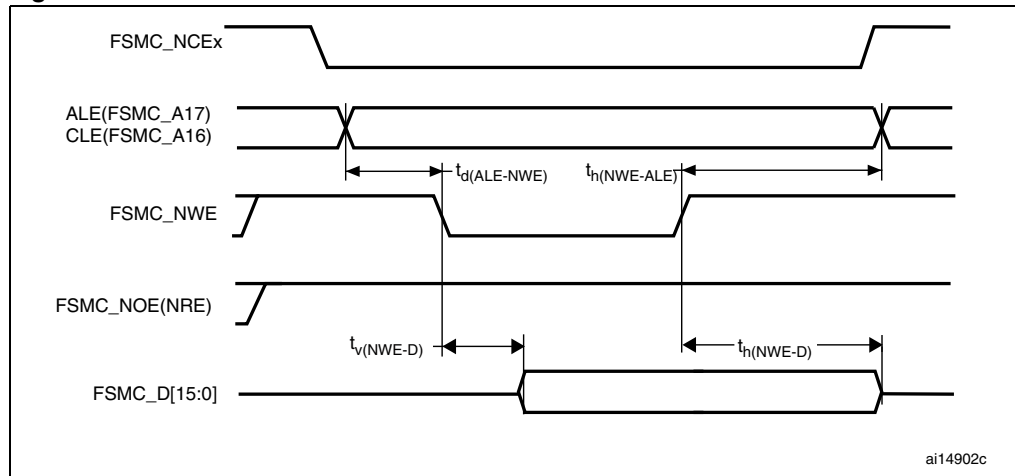 FSMC_NCEx
ALE(FSMC_A17)
CLE(FSMC_A16)
td(ALE-NWE)
th(NWE-ALE)
FSMC_NWE
FSMC_NOE(NRE)
tv(NWE-D)
th(NWE-D)
FSMC_D[15:0]
ai14902c